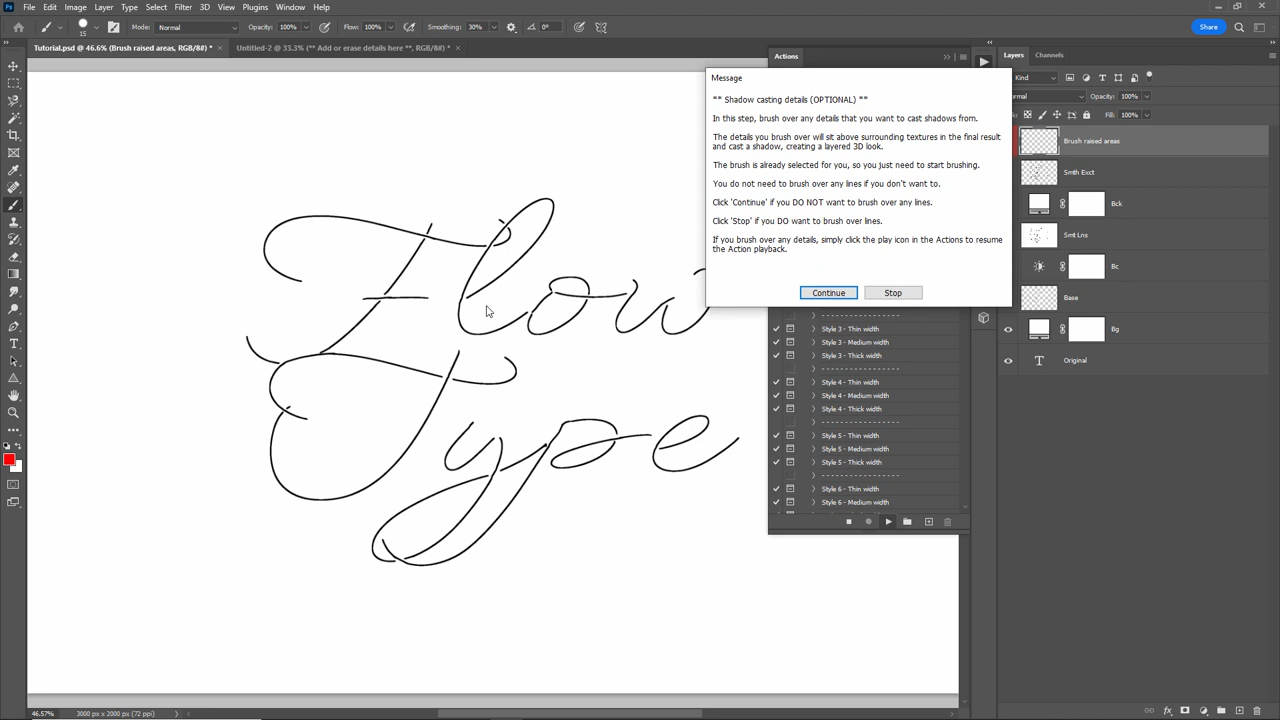 File Edit Image Layer Type Select Filter 3D View Plugins Window Help
15 Mode: Normal Opacity: 100% Flow: 100% Smoothing: 30% 0° Share
Tutorial.psd @ 46.6% (Brush raised areas, RGB/8#) * × Untitled-2 @ 33.3% (** Add or erase details here **, RGB/8#) * ×
Actions
Layers Channels
Kind
Opacity: 100%
Fill: 100%
Message
** Shadow casting details (OPTIONAL) **
In this step, brush over any details that you want to cast shadows from.
The details you brush over will sit above surrounding textures in the final result
and cast a shadow, creating a layered 3D look.
The brush is already selected for you, so you just need to start brushing.
You do not need to brush over any lines if you don't want to.
Click 'Continue' if you DO NOT want to brush over any lines.
Click 'Stop' if you DO want to brush over lines.
If you brush over any details, simply click the play icon in the Actions to resume
the Action playback.
Continue Stop
Brush raised areas
Smth Exct
Bck
Smt Lns
Bc
Base
Bg
T Original
Flow
Type
- - - - - - - - - - - - - - - - -
Style 3 - Thin width
Style 3 - Medium width
Style 3 - Thick width
- - - - - - - - - - - - - - - - -
Style 4 - Thin width
Style 4 - Medium width
Style 4 - Thick width
- - - - - - - - - - - - - - - - -
Style 5 - Thin width
Style 5 - Medium width
Style 5 - Thick width
- - - - - - - - - - - - - - - - -
Style 6 - Thin width
Style 6 - Medium width
46.57% 3000 px x 2000 px (72 ppi)